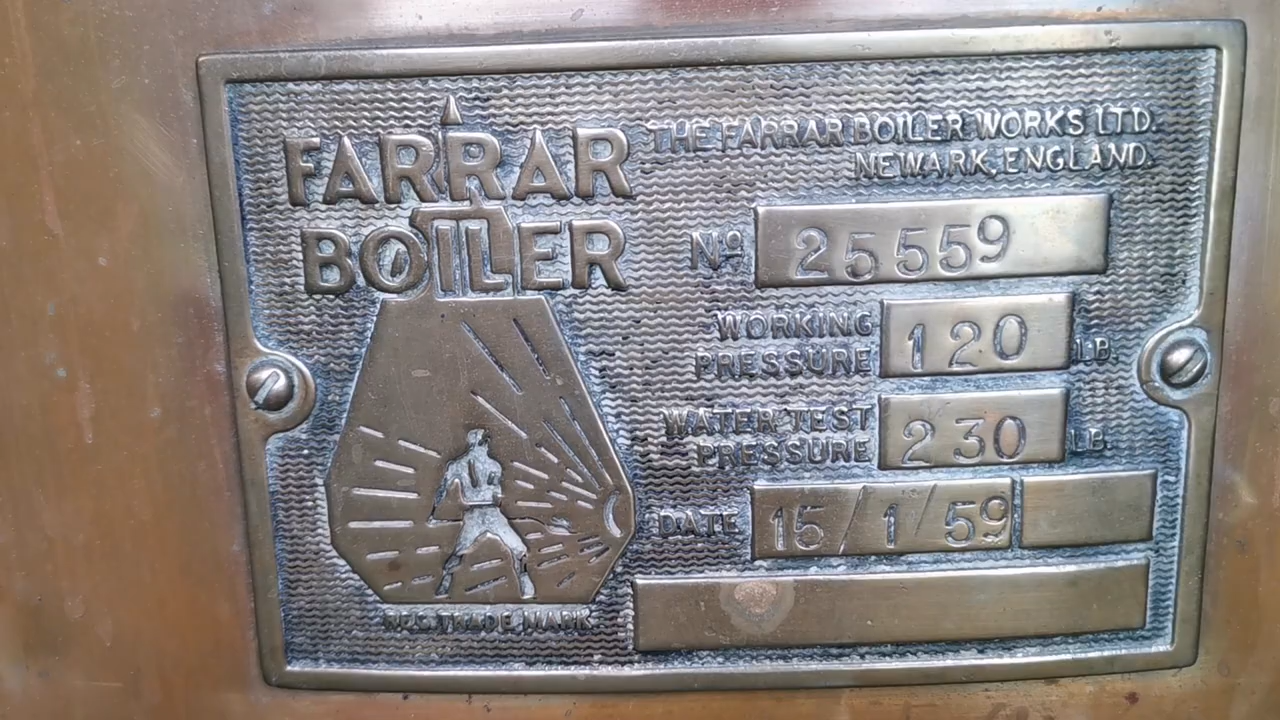 FARRAR
BOILER
REG. TRADE MARK
THE FARRAR BOILER WORKS LTD.
NEWARK, ENGLAND.
Nº 25559
WORKING
PRESSURE 120 LB.
WATER TEST
PRESSURE 230 LB.
DATE 15/1/59